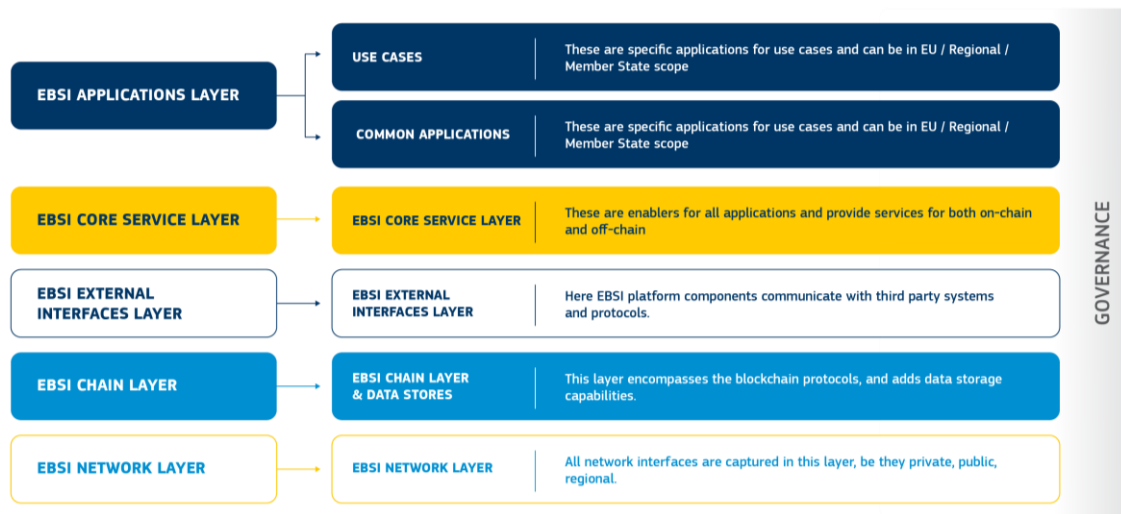 EBSI APPLICATIONS LAYER
USE CASES
These are specific applications for use cases and can be in EU / Regional /
Member State scope
COMMON APPLICATIONS
These are specific applications for use cases and can be in EU / Regional /
Member State scope
EBSI CORE SERVICE LAYER
EBSI CORE SERVICE LAYER
These are enablers for all applications and provide services for both on-chain
and off-chain
EBSI EXTERNAL
INTERFACES LAYER
EBSI EXTERNAL
INTERFACES LAYER
Here EBSI platform components communicate with third party systems
and protocols.
EBSI CHAIN LAYER
EBSI CHAIN LAYER
& DATA STORES
This layer encompasses the blockchain protocols, and adds data storage
capabilities.
EBSI NETWORK LAYER
EBSI NETWORK LAYER
All network interfaces are captured in this layer, be they private, public,
regional.
GOVERNANCE